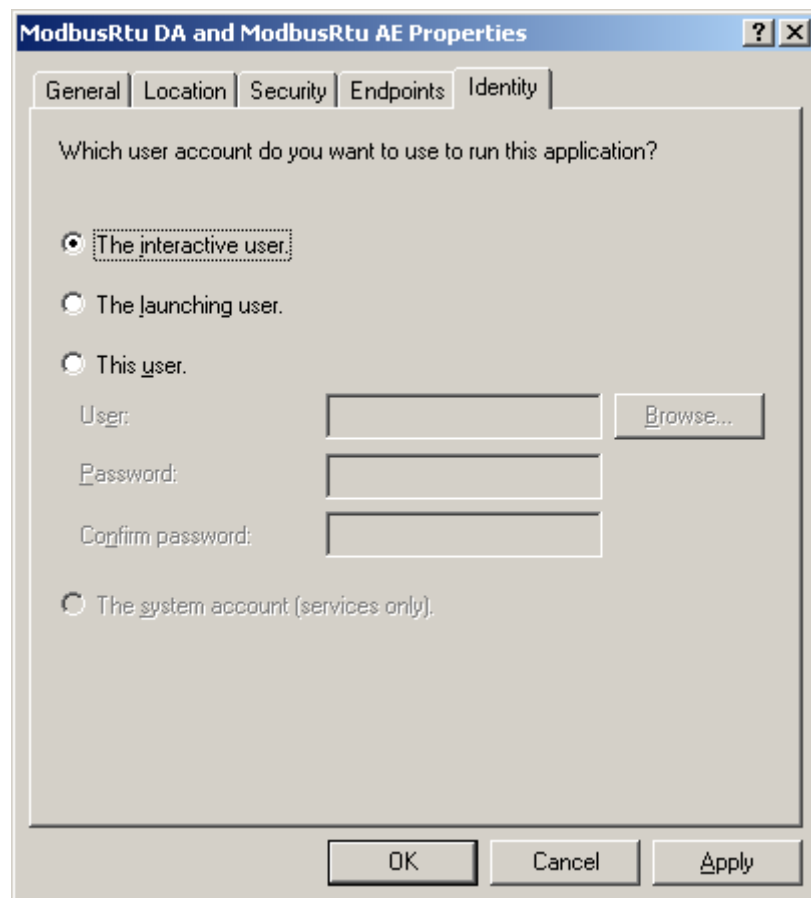 ModbusRtu DA and ModbusRtu AE Properties
General Location Security Endpoints Identity
Which user account do you want to use to run this application?
The interactive user.
The launching user.
This user.
User: Browse...
Password:
Confirm password:
The system account (services only).
OK Cancel Apply